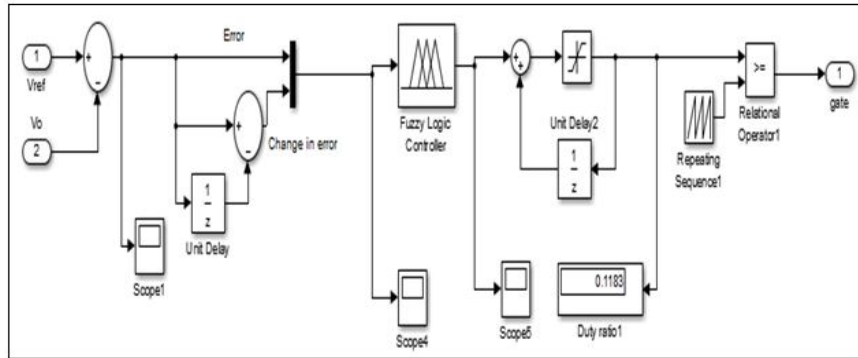 1
Vref
Vo
2
+
−
Error
+
−
Change in error
1
z
Unit Delay
Scope1
Scope4
Fuzzy Logic
Controller
Scope5
+
+
Unit Delay2
1
z
0.1183
Duty ratio1
Repeating
Sequence1
>=
Relational
Operator1
1
gate